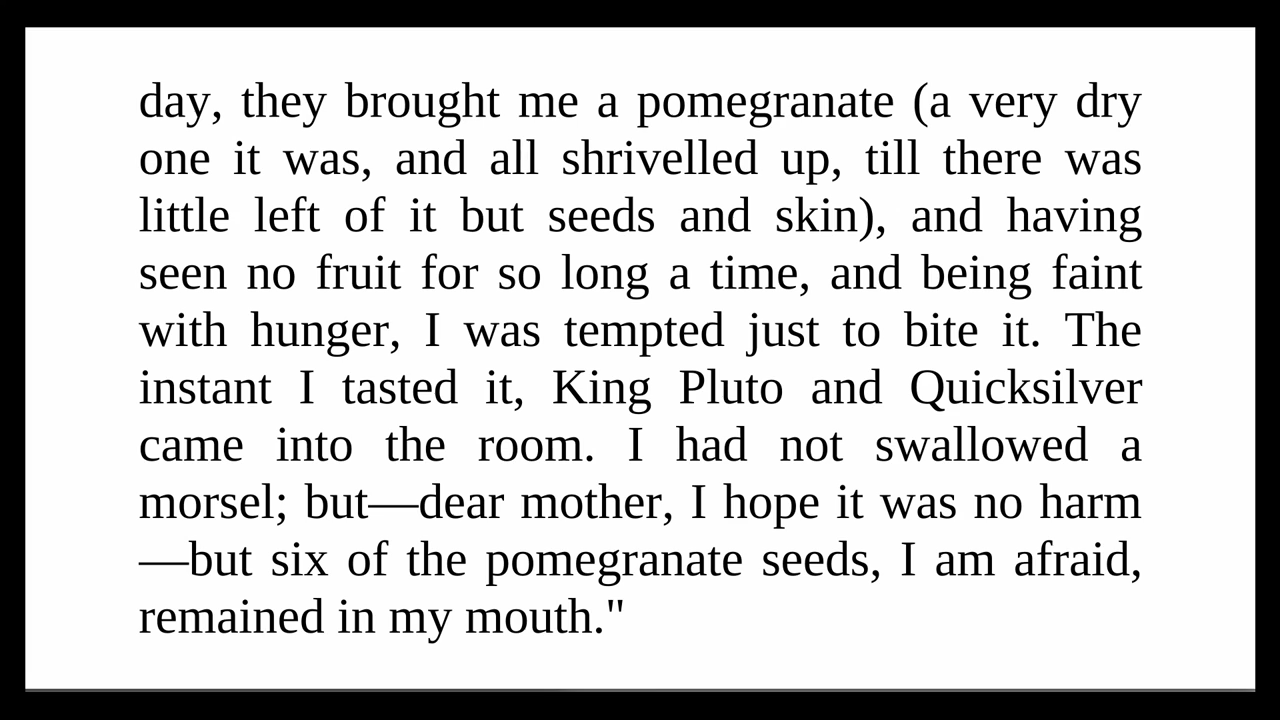 day, they brought me a pomegranate (a very dry
one it was, and all shrivelled up, till there was
little left of it but seeds and skin), and having
seen no fruit for so long a time, and being faint
with hunger, I was tempted just to bite it. The
instant I tasted it, King Pluto and Quicksilver
came into the room. I had not swallowed a
morsel; but—dear mother, I hope it was no harm
—but six of the pomegranate seeds, I am afraid,
remained in my mouth."